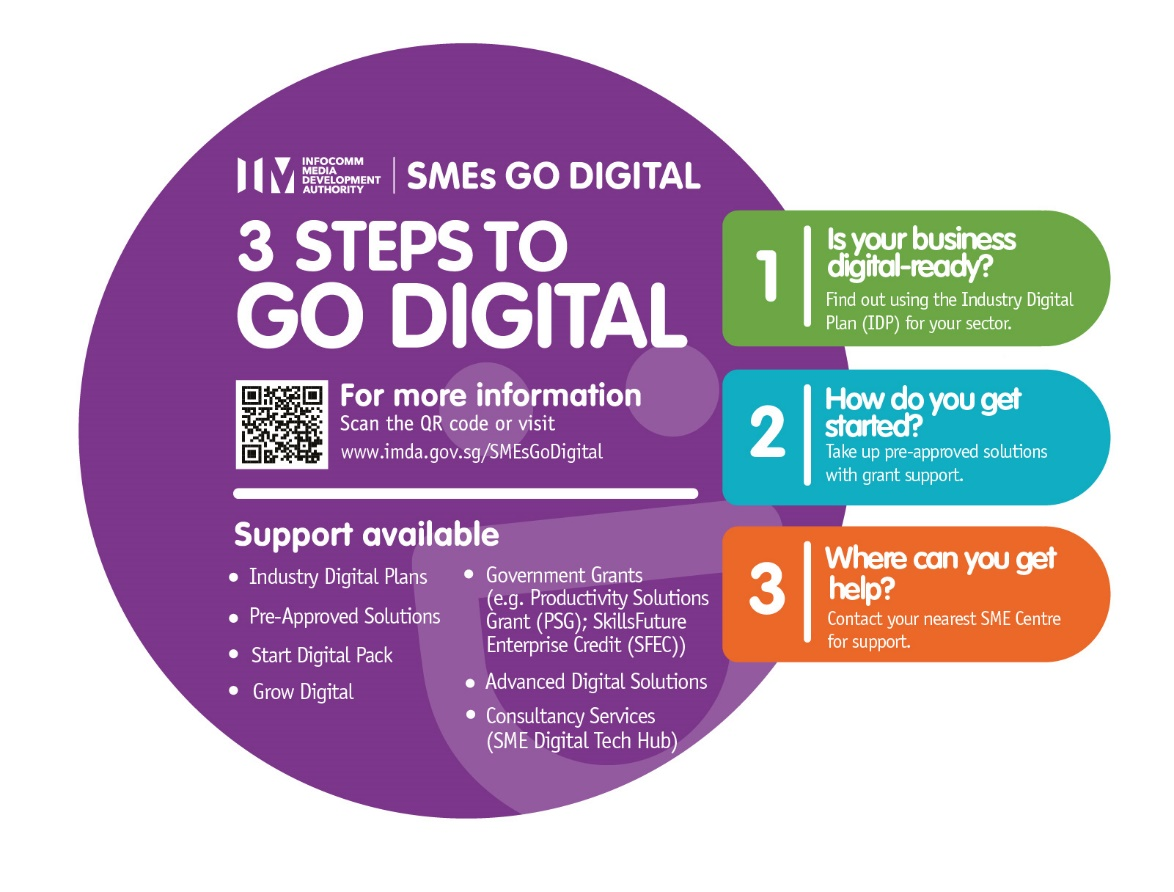 INFOCOMM
MEDIA
DEVELOPMENT
AUTHORITY
SMEs GO DIGITAL
3 STEPS TO
GO DIGITAL
For more information
Scan the QR code or visit
www.imda.gov.sg/SMEsGoDigital
Support available
• Industry Digital Plans
• Pre-Approved Solutions
• Start Digital Pack
• Grow Digital
• Government Grants
(e.g. Productivity Solutions
Grant (PSG); SkillsFuture
Enterprise Credit (SFEC))
• Advanced Digital Solutions
• Consultancy Services
(SME Digital Tech Hub)
1
Is your business
digital-ready?
Find out using the Industry Digital
Plan (IDP) for your sector.
2
How do you get
started?
Take up pre-approved solutions
with grant support.
3
Where can you get
help?
Contact your nearest SME Centre
for support.